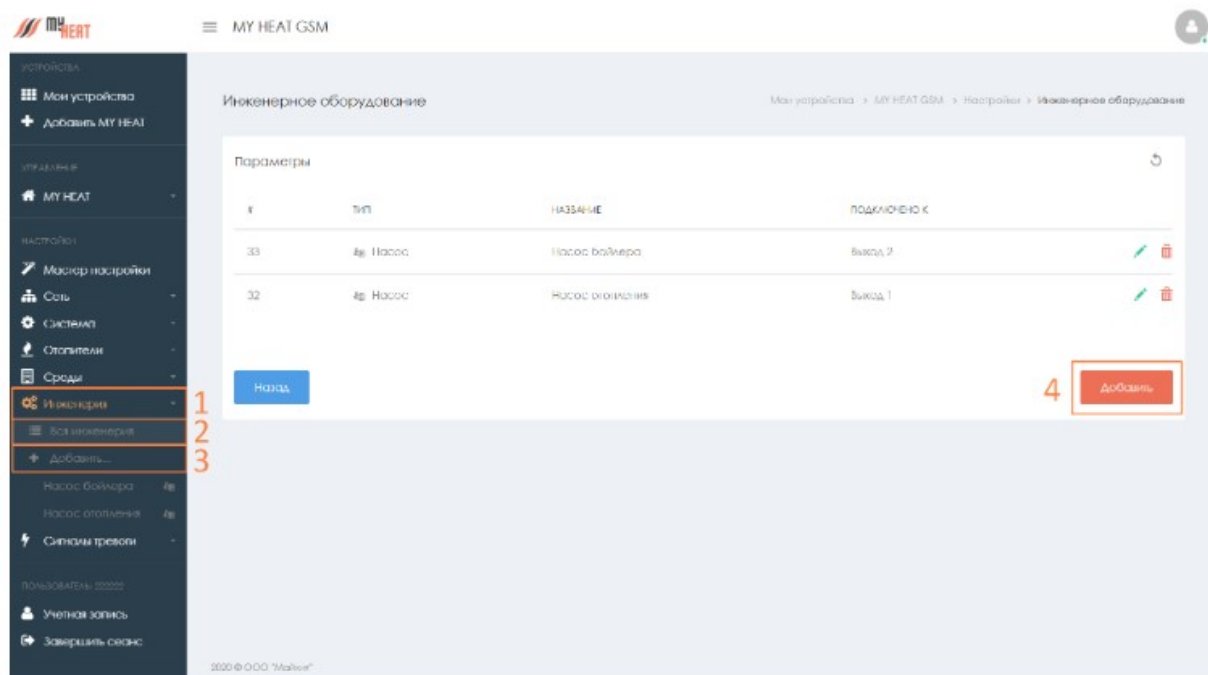 MY HEAT
MY HEAT GSM
УСТРОЙСТВА
Мои устройства
Добавить MY HEAT
УПРАВЛЕНИЕ
MY HEAT
НАСТРОЙКИ
Мастер настройки
Сеть
Система
Отопители
Среды
Инженерия
1
Вся инженерия
2
Добавить...
3
Насос бойлера
Насос отопления
Сигналы тревоги
ПОЛЬЗОВАТЕЛЬ: 222222
Учетная запись
Завершить сеанс
Инженерное оборудование
Мои устройства > MY HEAT GSM > Настройки > Инженерное оборудование
Параметры
# ТИП НАЗВАНИЕ ПОДКЛЮЧЕНО К
33 Насос Насос бойлера Выход 2
32 Насос Насос отопления Выход 1
Назад
4 Добавить
2020 © ООО "Майхит"